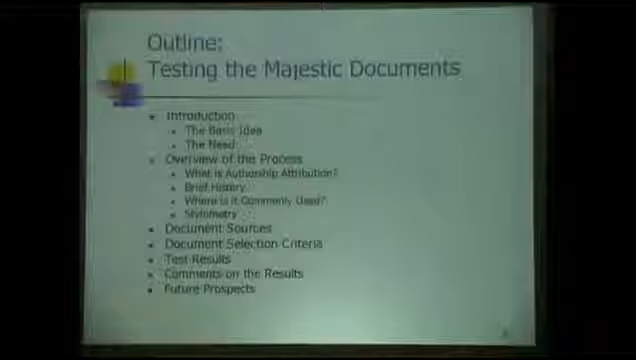 Outline:
Testing the Majestic Documents
Introduction
The Basic Idea
The Need
Overview of the Process
What is Authorship Attribution?
Brief History
Where is it Commonly Used?
Stylometry
Document Sources
Document Selection Criteria
Test Results
Comments on the Results
Future Prospects